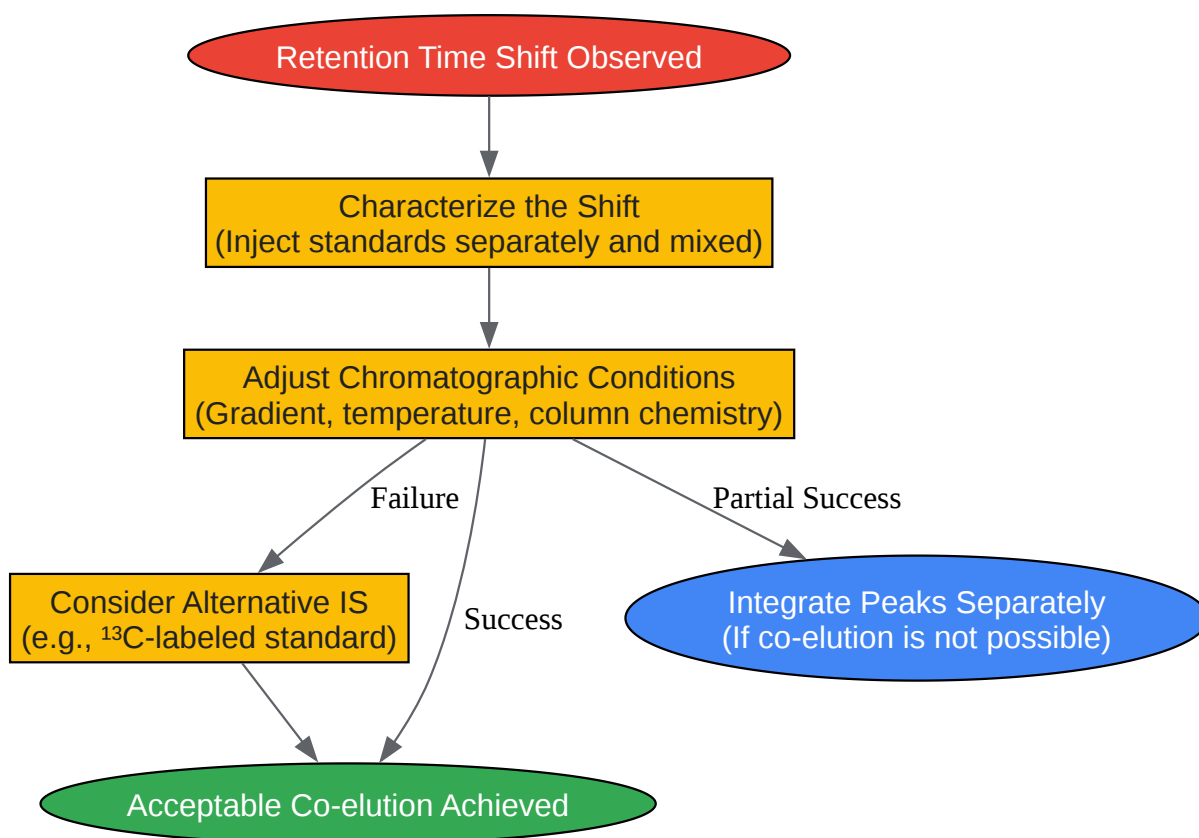 Retention Time Shift Observed
Characterize the Shift
(Inject standards separately and mixed)
Adjust Chromatographic Conditions
(Gradient, temperature, column chemistry)
Failure
Partial Success
Consider Alternative IS
(e.g., ¹³C-labeled standard)
Success
Integrate Peaks Separately
(If co-elution is not possible)
Acceptable Co-elution Achieved